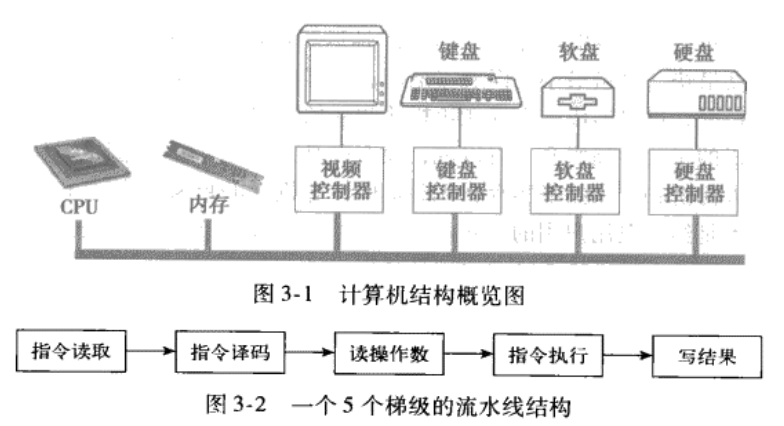 键盘 软盘 硬盘
视频控制器 键盘控制器 软盘控制器 硬盘控制器
CPU 内存
图 3-1 计算机结构概览图
指令读取 指令译码 读操作数 指令执行 写结果
图 3-2 一个 5 个梯级的流水线结构